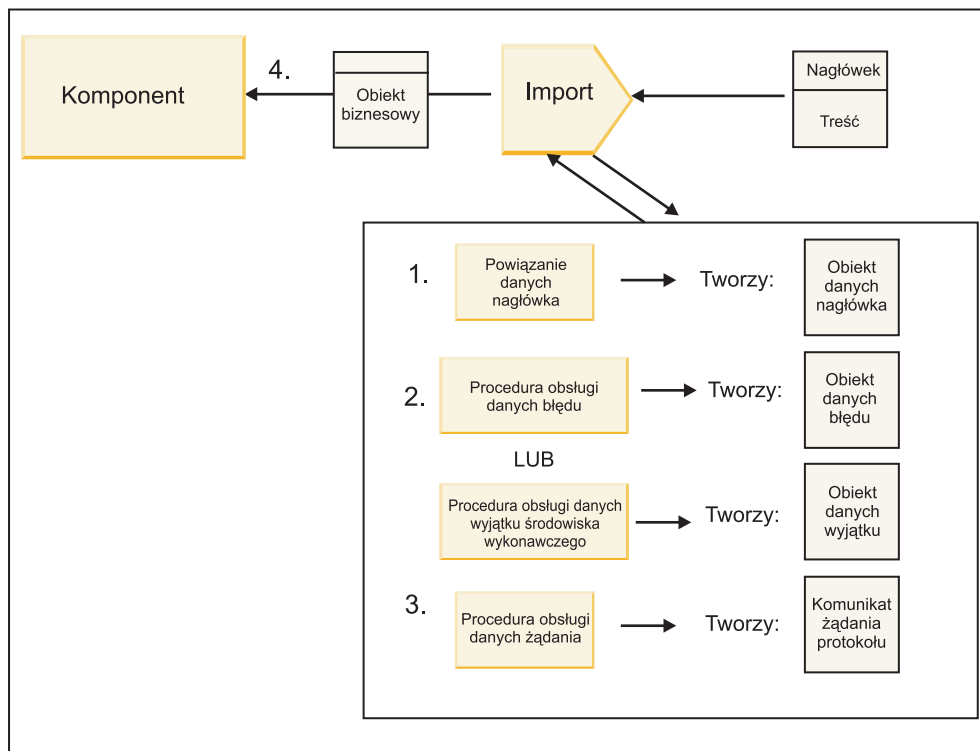 Komponent
4.
Obiekt
biznesowy
Import
Nagłówek
Treść
1.
Powiązanie
danych
nagłówka
Tworzy:
Obiekt
danych
nagłówka
2.
Procedura obsługi
danych błędu
Tworzy:
Obiekt
danych
błędu
LUB
Procedura obsługi danych
wyjątku środowiska
wykonawczego
Tworzy:
Obiekt
danych
wyjątku
3.
Procedura obsługi
danych żądania
Tworzy:
Komunikat
żądania
protokołu